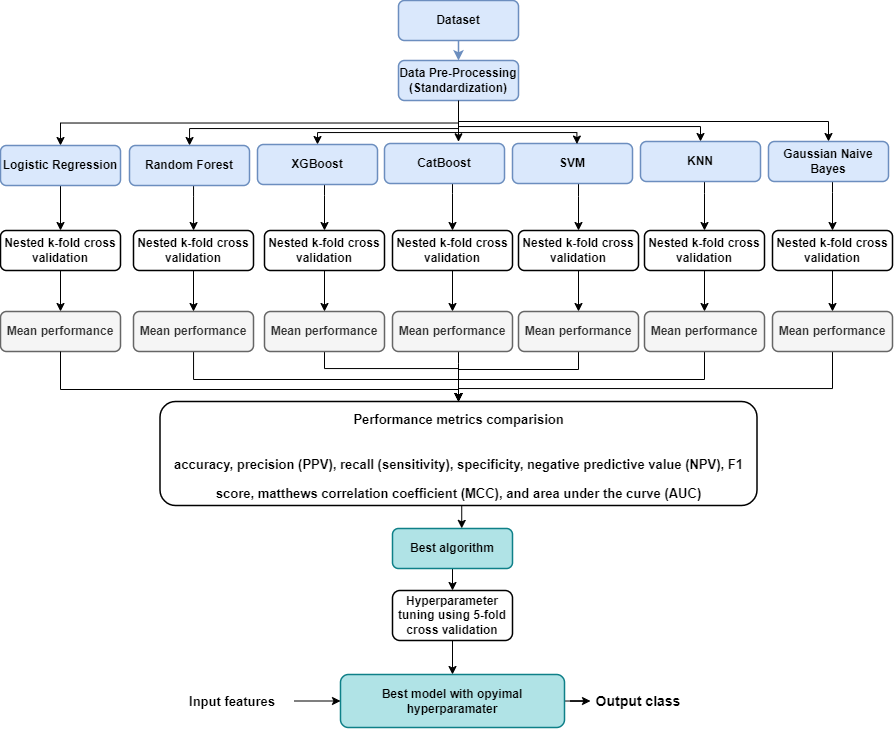 Dataset
Data Pre-Processing
(Standardization)
Logistic Regression
Random Forest
XGBoost
CatBoost
SVM
KNN
Gaussian Naive
Bayes
Nested k-fold cross
validation
Nested k-fold cross
validation
Nested k-fold cross
validation
Nested k-fold cross
validation
Nested k-fold cross
validation
Nested k-fold cross
validation
Nested k-fold cross
validation
Mean performance
Mean performance
Mean performance
Mean performance
Mean performance
Mean performance
Mean performance
Performance metrics comparision
accuracy, precision (PPV), recall (sensitivity), specificity, negative predictive value (NPV), F1
score, matthews correlation coefficient (MCC), and area under the curve (AUC)
Best algorithm
Hyperparameter
tuning using 5-fold
cross validation
Input features
Best model with opyimal
hyperparamater
Output class